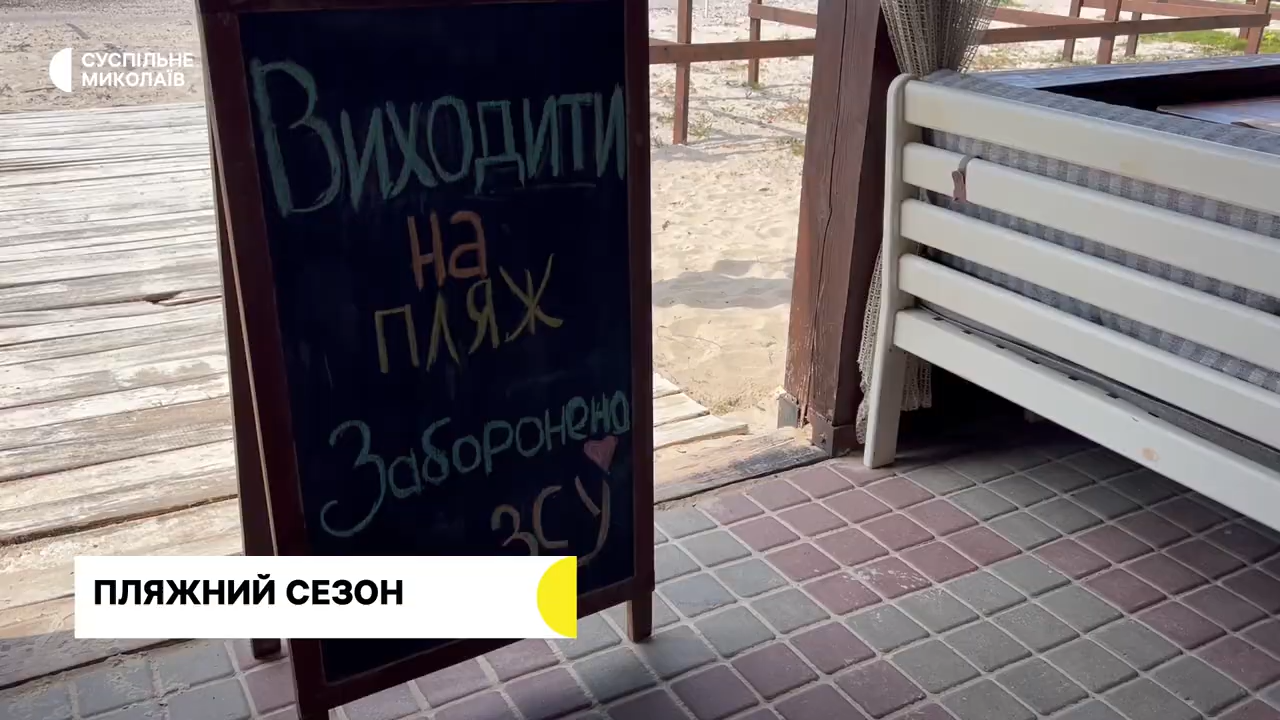 СУСПІЛЬНЕ
МИКОЛАЇВ
Виходити
на
пляж
Заборонено
ЗСУ
ПЛЯЖНИЙ СЕЗОН